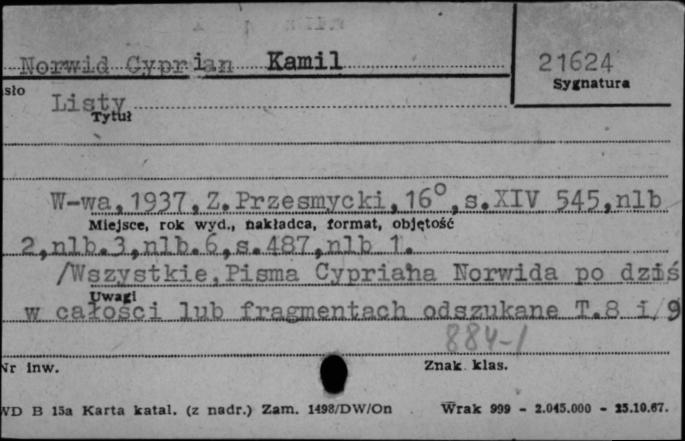 Norwid Cyprian Kamil
21624
Sygnatura
sło
Listy
Tytuł
W-wa,1937,Z.Przesmycki,16°,s.XIV 545,nlb
Miejsce, rok wyd., nakładca, format, objętość
2,nlb.3,nlb.6,s.487,nlb 1.
/Wszystkie Pisma Cypriana Norwida po dziś
Uwagi
w całości lub fragmentach odszukane T.8 i 9
884-1
Nr inw.
Znak klas.
WD B 15a Karta katal. (z nadr.) Zam. 1498/DW/On
Wrak 999 - 2.045.000 - 25.10.67.